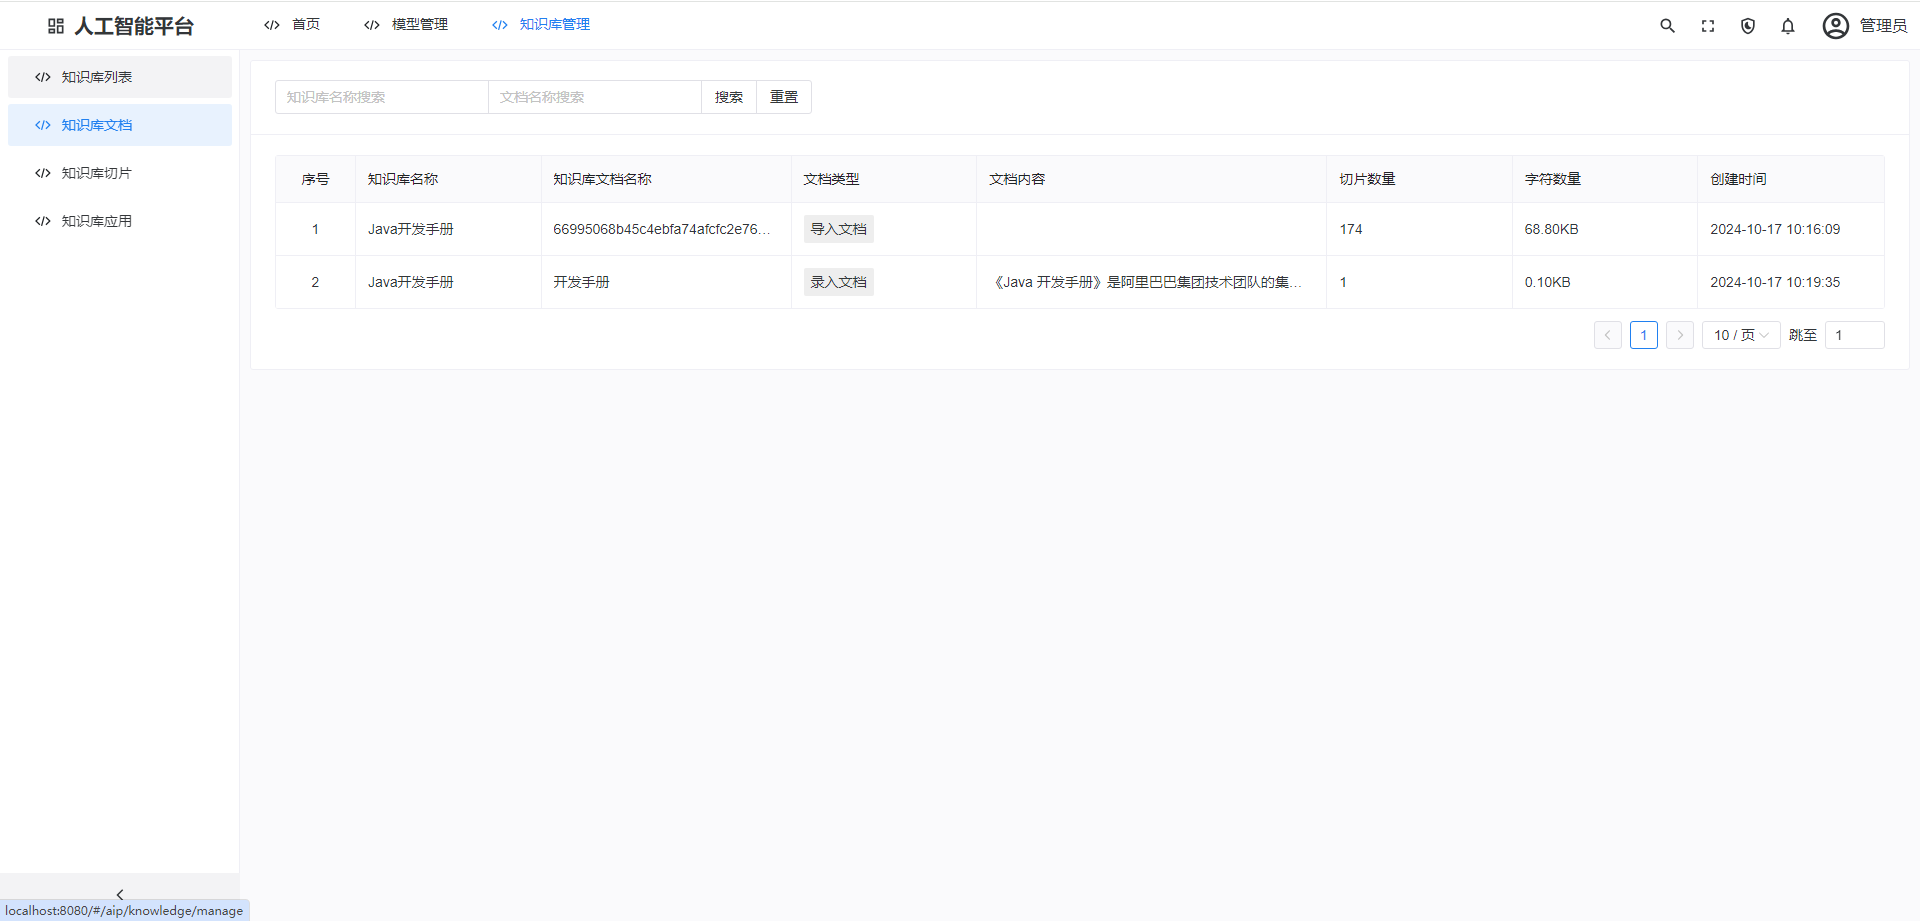 人工智能平台
首页
模型管理
知识库管理
管理员
知识库列表
知识库文档
知识库切片
知识库应用
知识库名称搜索 文档名称搜索 搜索 重置
序号 知识库名称 知识库文档名称 文档类型 文档内容 切片数量 字符数量 创建时间
1 Java开发手册 66995068b45c4ebfa74afcfc2e76... 导入文档 174 68.80KB 2024-10-17 10:16:09
2 Java开发手册 开发手册 录入文档 《Java 开发手册》是阿里巴巴集团技术团队的集... 1 0.10KB 2024-10-17 10:19:35
1 10 / 页 跳至 1
localhost:8080/#/aip/knowledge/manage